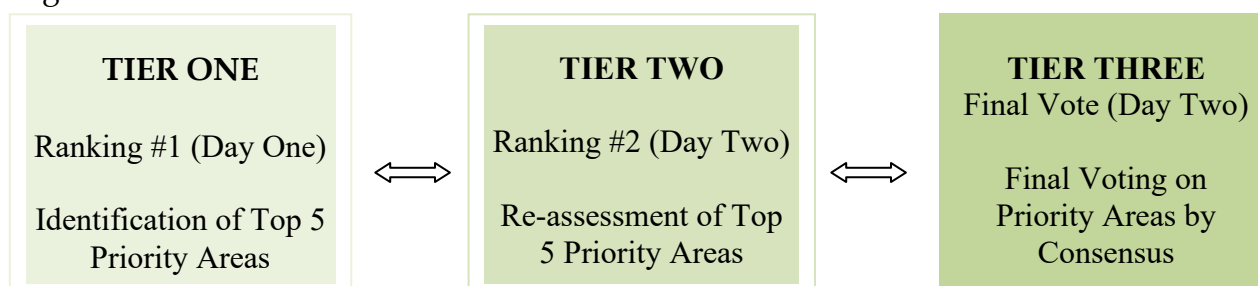 TIER ONE
Ranking #1 (Day One)
Identification of Top 5
Priority Areas
TIER TWO
Ranking #2 (Day Two)
Re-assessment of Top
5 Priority Areas
TIER THREE
Final Vote (Day Two)
Final Voting on
Priority Areas by
Consensus